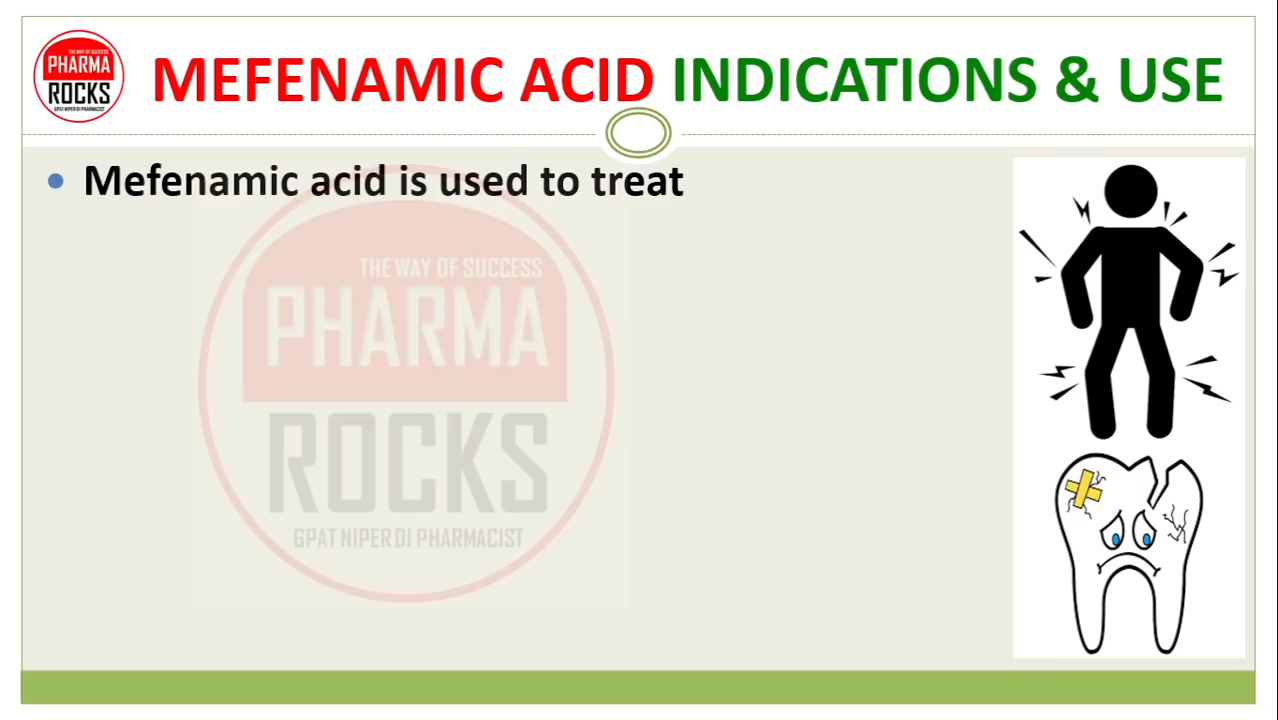 THE WAY OF SUCCESS
PHARMA
ROCKS
GPAT NIPER DI PHARMACIST
MEFENAMIC ACID INDICATIONS & USE
• Mefenamic acid is used to treat
THE WAY OF SUCCESS
PHARMA
ROCKS
GPAT NIPER DI PHARMACIST